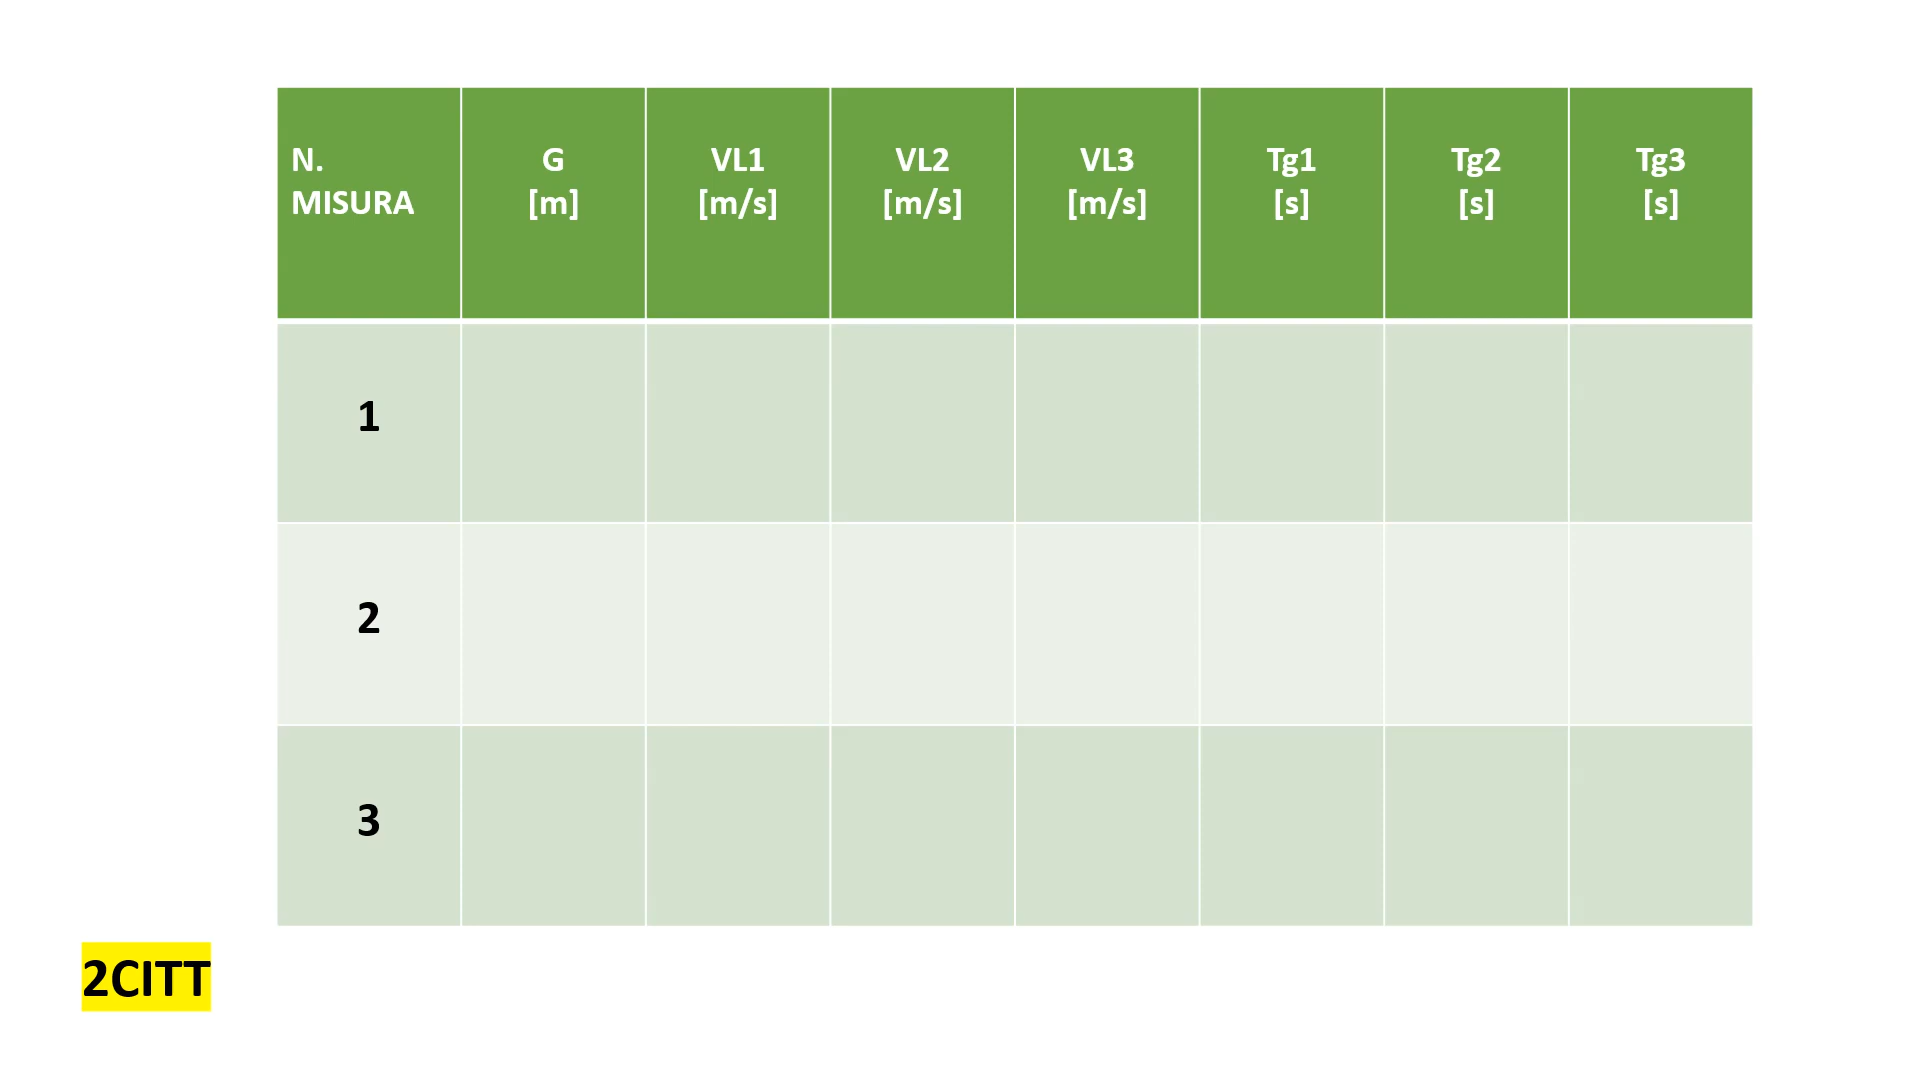 N.
MISURA
G
[m]
VL1
[m/s]
VL2
[m/s]
VL3
[m/s]
Tg1
[s]
Tg2
[s]
Tg3
[s]
1
2
3
2CITT